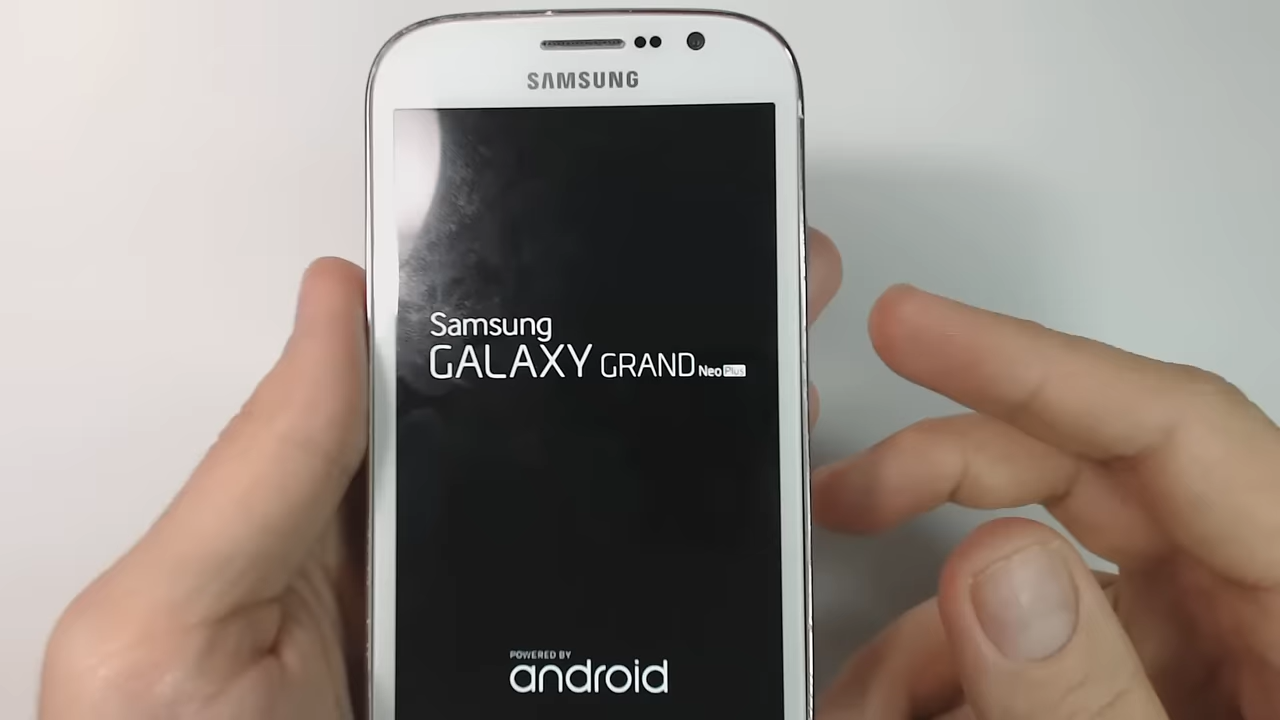 SAMSUNG
Samsung
GALAXY GRAND Neo Plus
POWERED BY
android